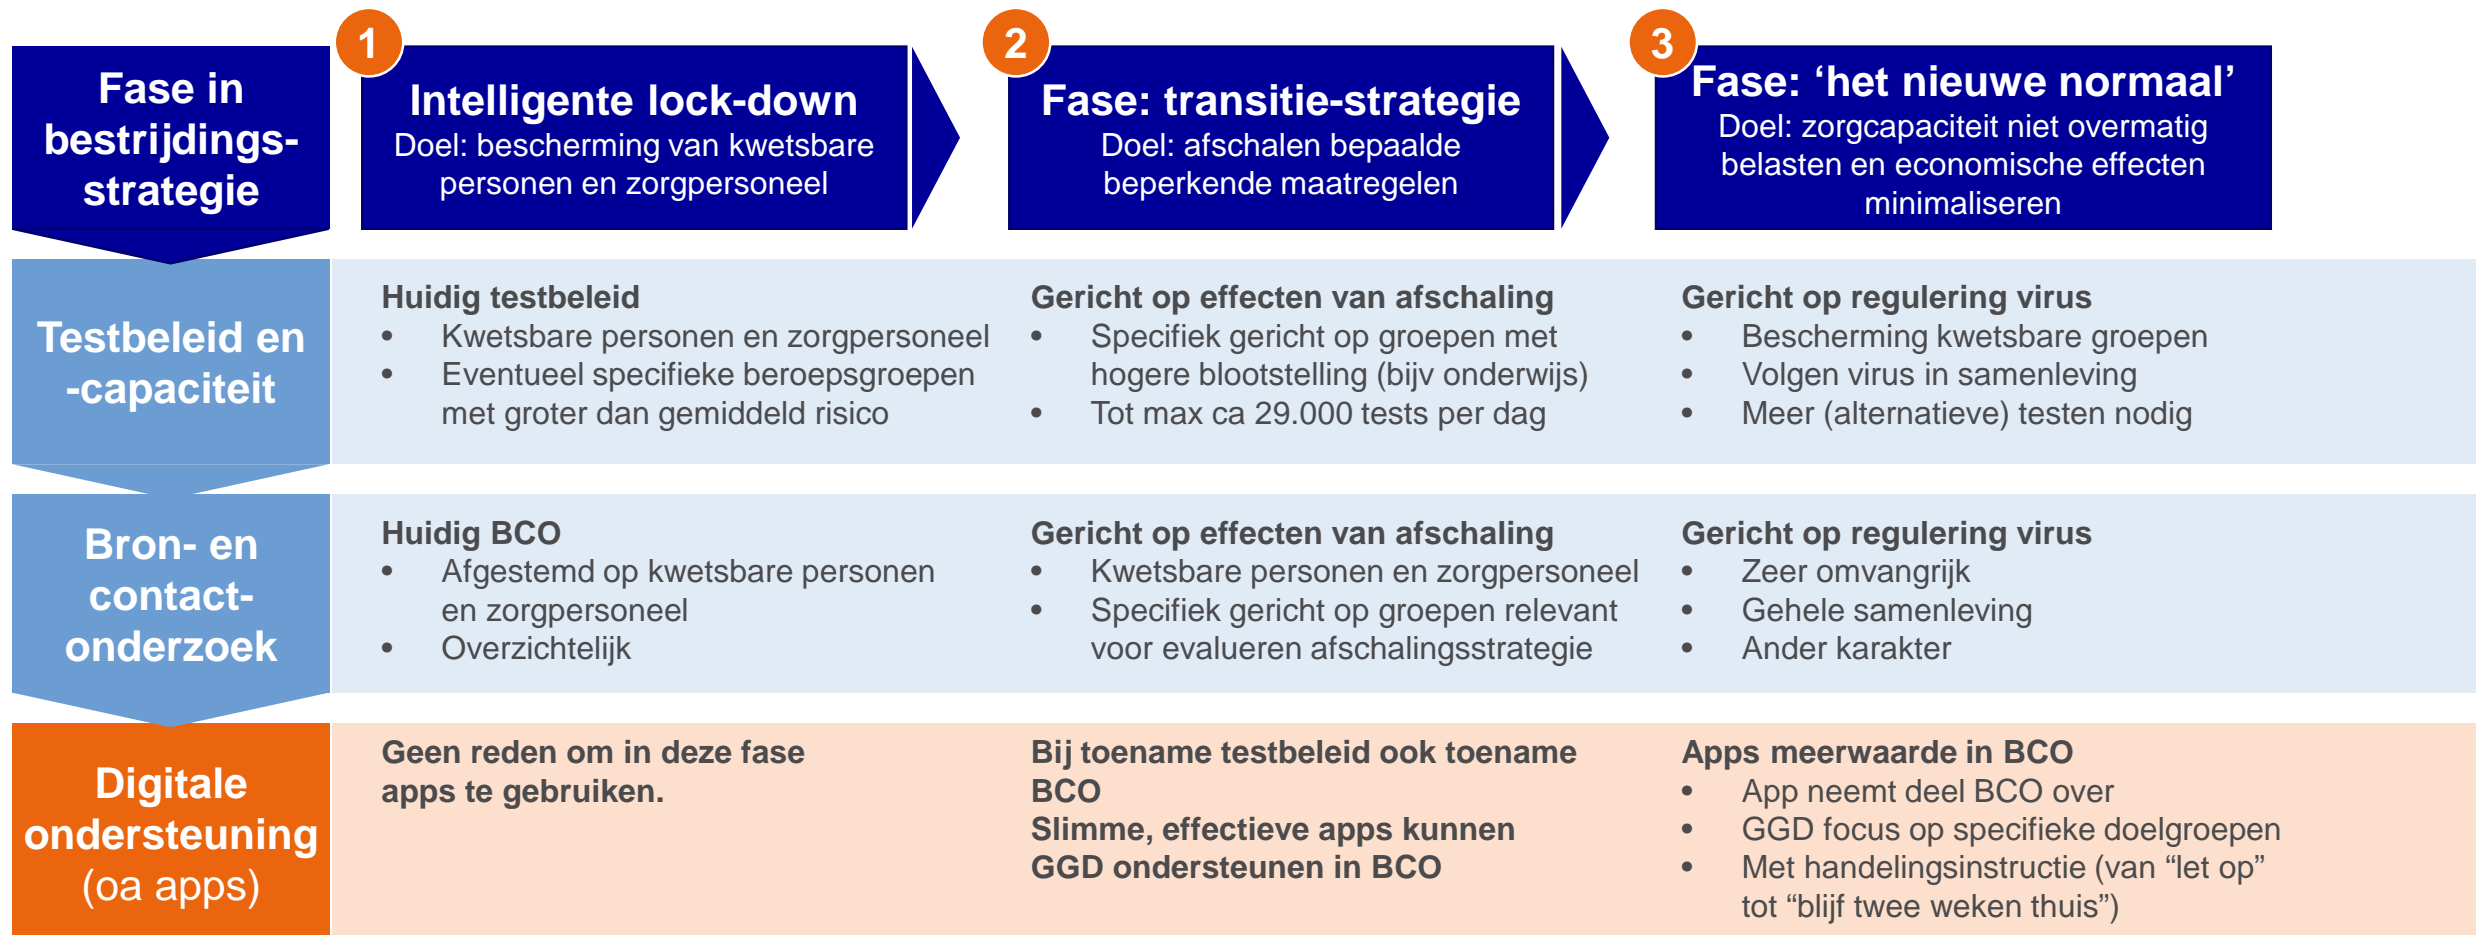 1
2
3
Fase in
bestrijdings-
strategie
Intelligente lock-down
Doel: bescherming van kwetsbare
personen en zorgpersoneel
Fase: transitie-strategie
Doel: afschalen bepaalde
beperkende maatregelen
Fase: ‘het nieuwe normaal’
Doel: zorgcapaciteit niet overmatig
belasten en economische effecten
minimaliseren
Testbeleid en
-capaciteit
Huidig testbeleid
• Kwetsbare personen en zorgpersoneel
• Eventueel specifieke beroepsgroepen
met groter dan gemiddeld risico
Gericht op effecten van afschaling
• Specifiek gericht op groepen met
hogere blootstelling (bijv onderwijs)
• Tot max ca 29.000 tests per dag
Gericht op regulering virus
• Bescherming kwetsbare groepen
• Volgen virus in samenleving
• Meer (alternatieve) testen nodig
Bron- en
contact-
onderzoek
Huidig BCO
• Afgestemd op kwetsbare personen
en zorgpersoneel
• Overzichtelijk
Gericht op effecten van afschaling
• Kwetsbare personen en zorgpersoneel
• Specifiek gericht op groepen relevant
voor evalueren afschalingsstrategie
Gericht op regulering virus
• Zeer omvangrijk
• Gehele samenleving
• Ander karakter
Digitale
ondersteuning
(oa apps)
Geen reden om in deze fase
apps te gebruiken.
Bij toename testbeleid ook toename
BCO
Slimme, effectieve apps kunnen
GGD ondersteunen in BCO
Apps meerwaarde in BCO
• App neemt deel BCO over
• GGD focus op specifieke doelgroepen
• Met handelingsinstructie (van “let op”
tot “blijf twee weken thuis”)